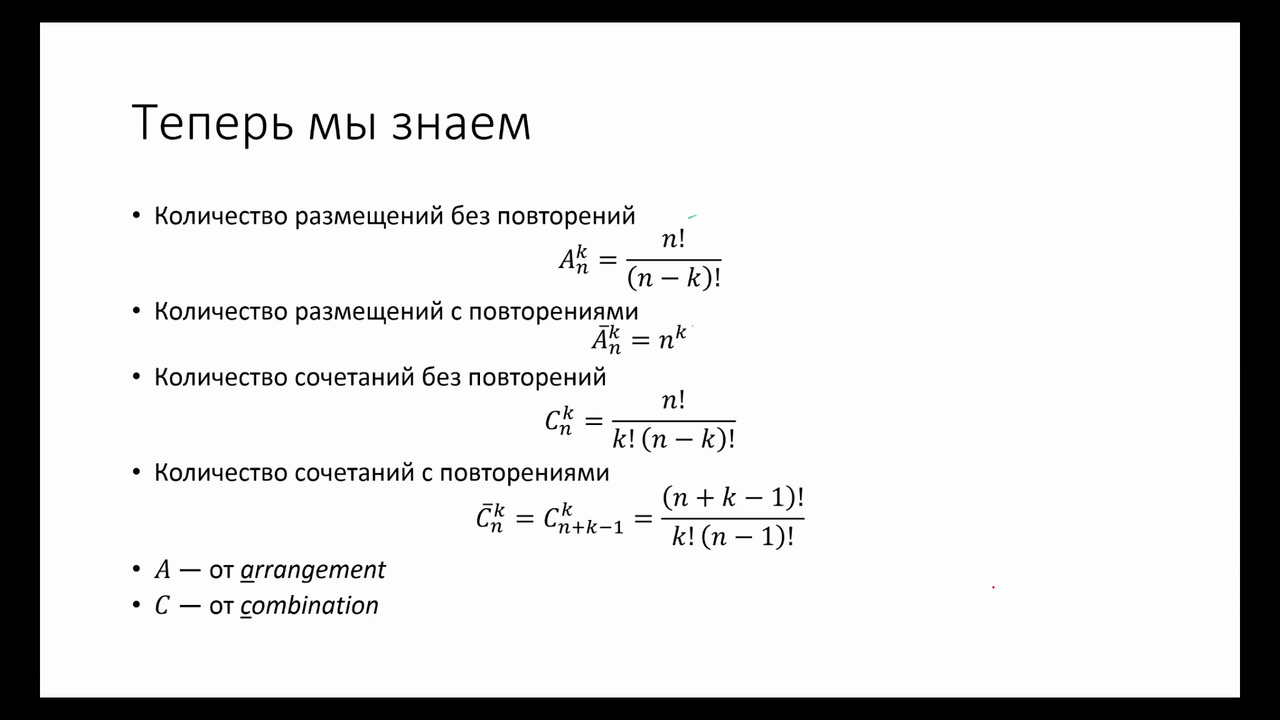 Теперь мы знаем
• Количество размещений без повторений
$A_n^k = \frac{n!}{(n-k)!}$
• Количество размещений с повторениями
$\bar{A}_n^k = n^k$
• Количество сочетаний без повторений
$C_n^k = \frac{n!}{k!(n-k)!}$
• Количество сочетаний с повторениями
$\bar{C}_n^k = C_{n+k-1}^k = \frac{(n+k-1)!}{k!(n-1)!}$
• A — от arrangement
• C — от combination